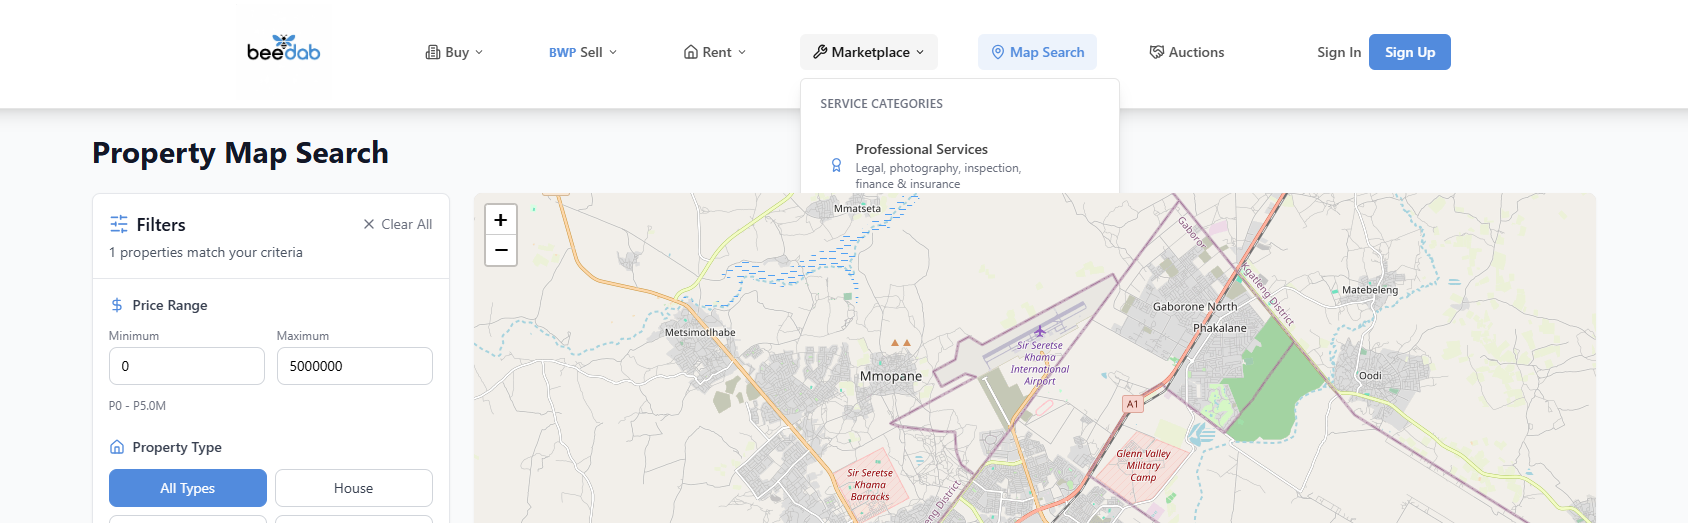 beedab
Buy
BWP Sell
Rent
Marketplace
Map Search
Auctions
Sign In
Sign Up
SERVICE CATEGORIES
Professional Services
Legal, photography, inspection,
finance & insurance
Property Map Search
Filters
Clear All
1 properties match your criteria
Price Range
Minimum
Maximum
0
5000000
P0 - P5.0M
Property Type
All Types
House
+
−
Mmatseta
Gaboron
Kgatleng District
Matebeleng
Gaborone North
Phakalane
Metsimotlhabe
Sir Seretse
Khama
International
Airport
Mmopane
Oodi
A1
Glenn Valley
Military
Camp
Sir Seretse
Khama
Barracks
eng District